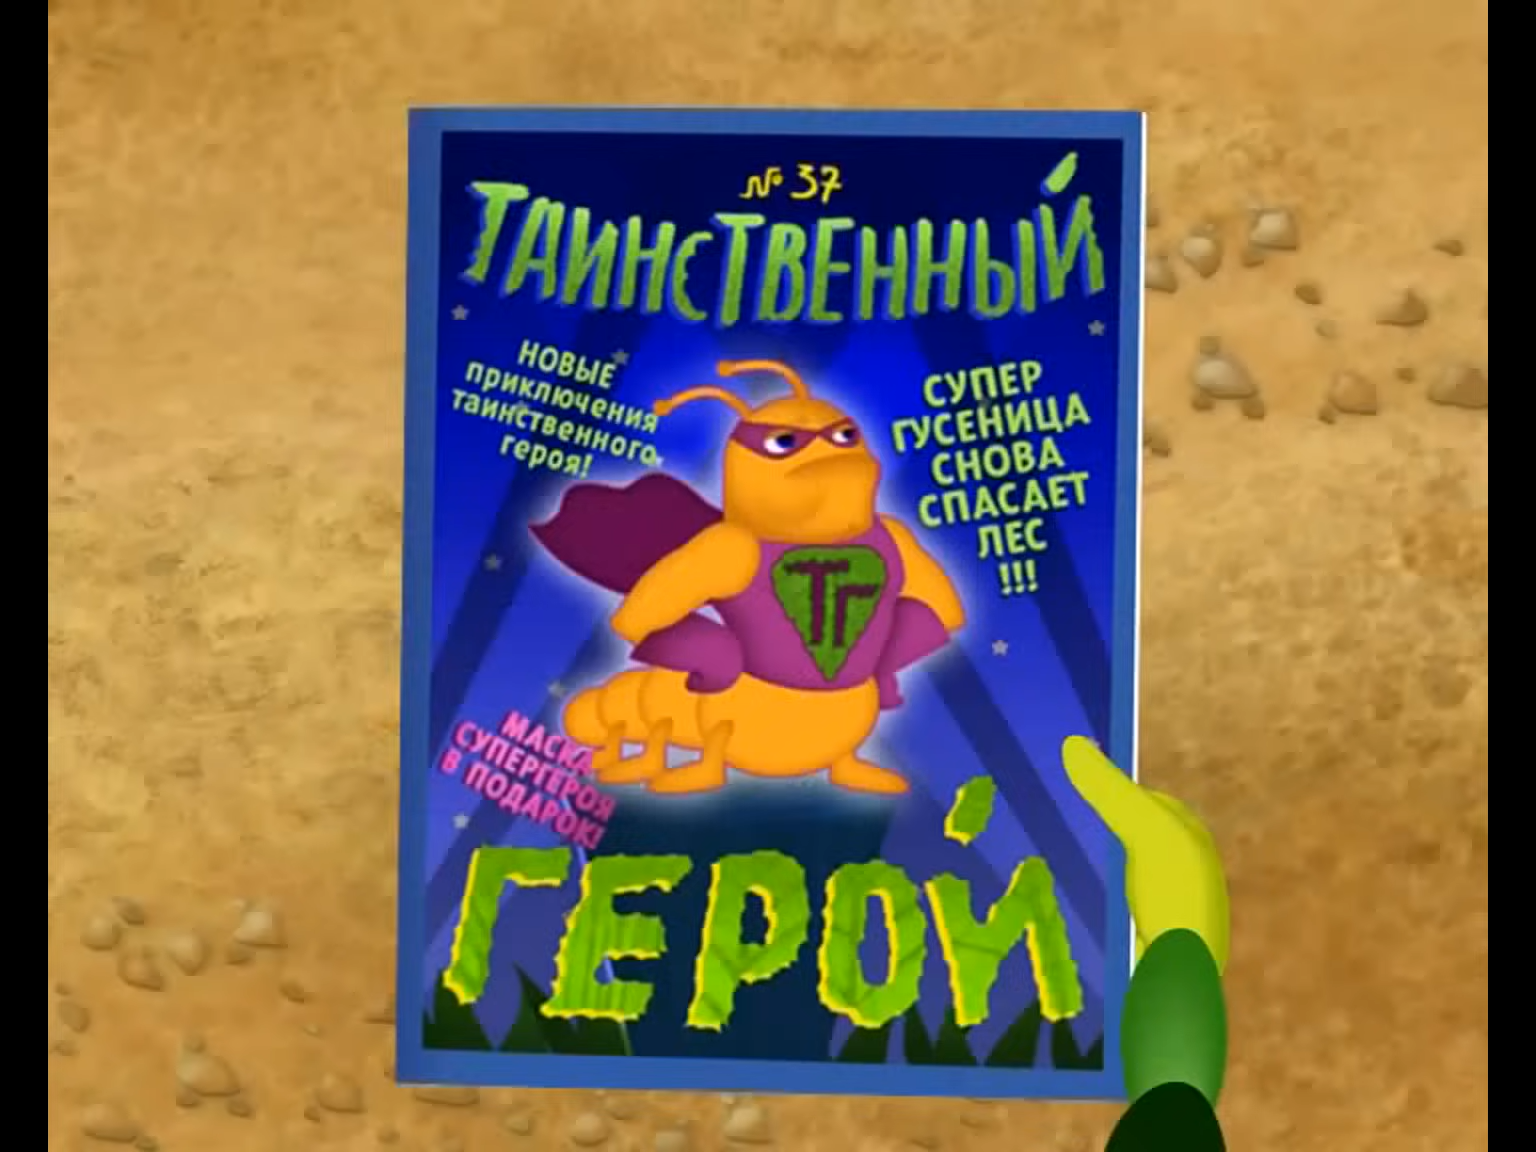 № 37
ТАИНСТВЕННЫЙ
НОВЫЕ
приключения
таинственного
героя!
СУПЕР
ГУСЕНИЦА
СНОВА
СПАСАЕТ
ЛЕС
!!!
ТГ
МАСКА
СУПЕРГЕРОЯ
В ПОДАРОК!
ГЕРОЙ